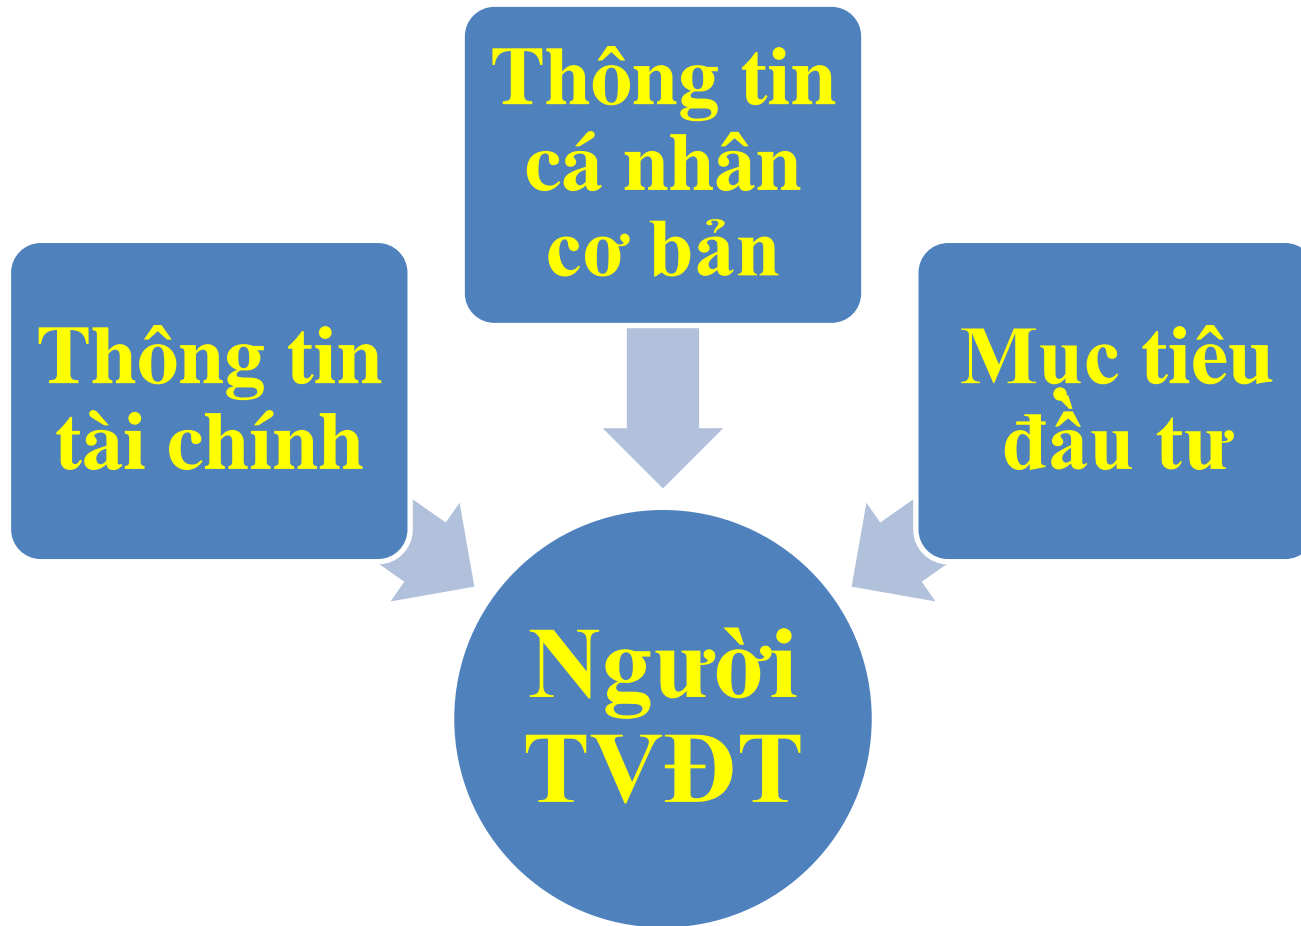 Thông tin
cá nhân
cơ bản
Thông tin
tài chính
Mục tiêu
đầu tư
Người
TVĐT